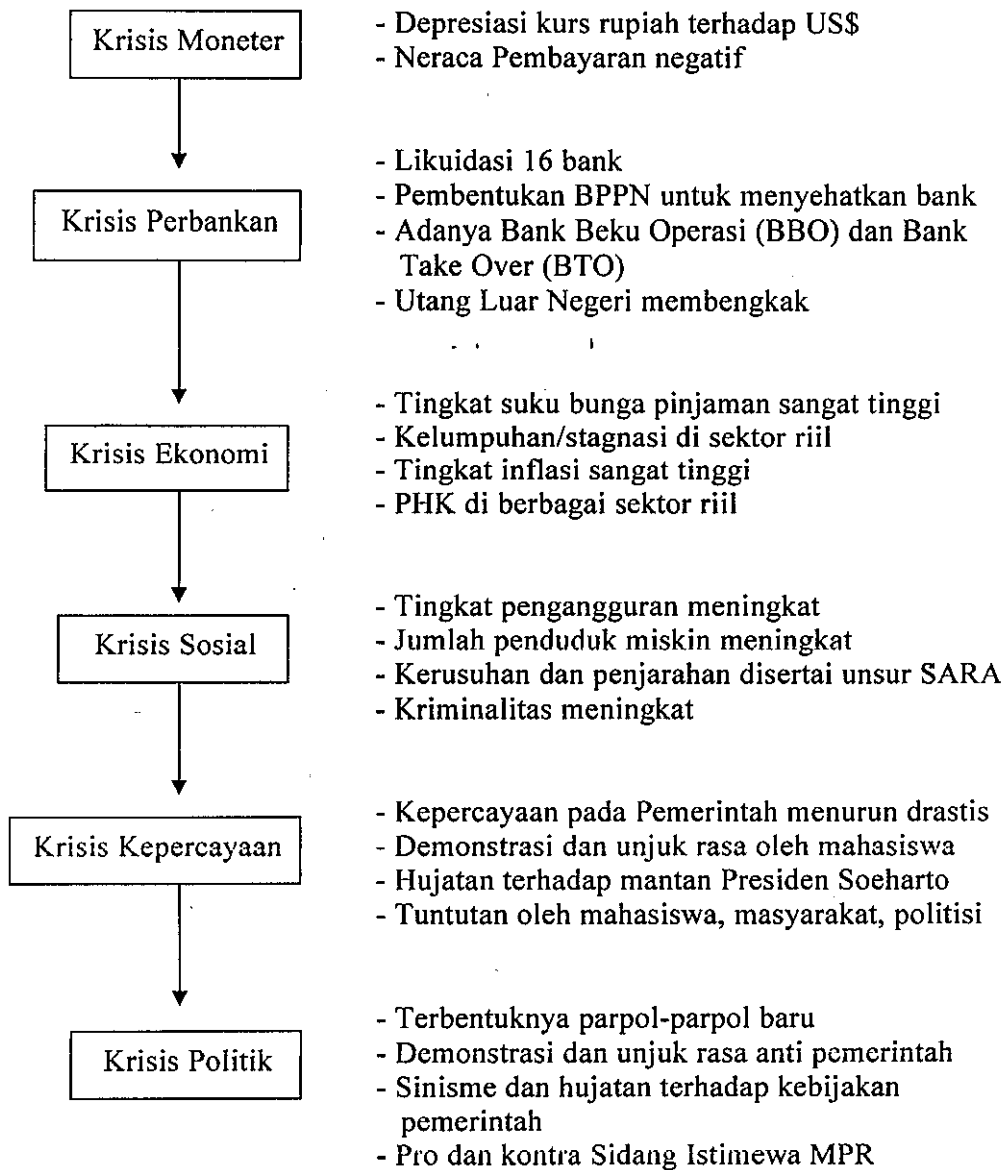 Krisis Moneter
- Depresiasi kurs rupiah terhadap US$
- Neraca Pembayaran negatif
Krisis Perbankan
- Likuidasi 16 bank
- Pembentukan BPPN untuk menyehatkan bank
- Adanya Bank Beku Operasi (BBO) dan Bank
Take Over (BTO)
- Utang Luar Negeri membengkak
Krisis Ekonomi
- Tingkat suku bunga pinjaman sangat tinggi
- Kelumpuhan/stagnasi di sektor riil
- Tingkat inflasi sangat tinggi
- PHK di berbagai sektor riil
Krisis Sosial
- Tingkat pengangguran meningkat
- Jumlah penduduk miskin meningkat
- Kerusuhan dan penjarahan disertai unsur SARA
- Kriminalitas meningkat
Krisis Kepercayaan
- Kepercayaan pada Pemerintah menurun drastis
- Demonstrasi dan unjuk rasa oleh mahasiswa
- Hujatan terhadap mantan Presiden Soeharto
- Tuntutan oleh mahasiswa, masyarakat, politisi
Krisis Politik
- Terbentuknya parpol-parpol baru
- Demonstrasi dan unjuk rasa anti pemerintah
- Sinisme dan hujatan terhadap kebijakan
pemerintah
- Pro dan kontra Sidang Istimewa MPR